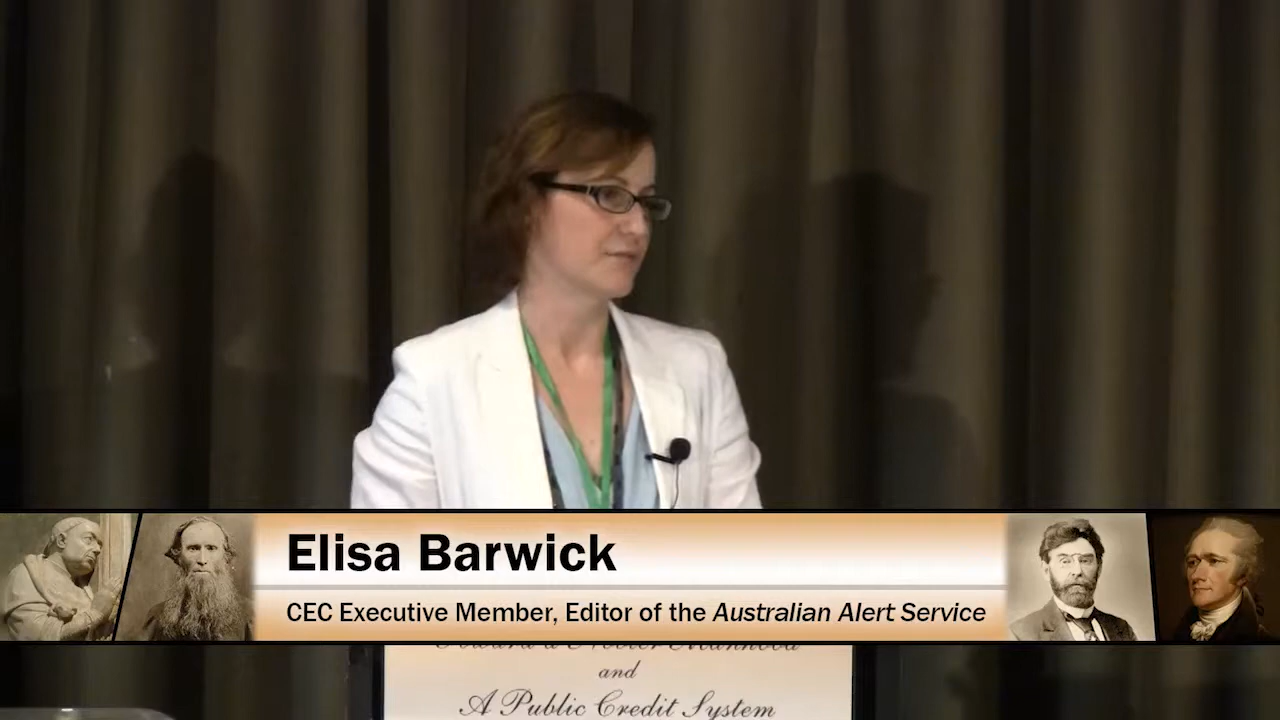 Elisa Barwick
CEC Executive Member, Editor of the Australian Alert Service
and
A Public Credit System